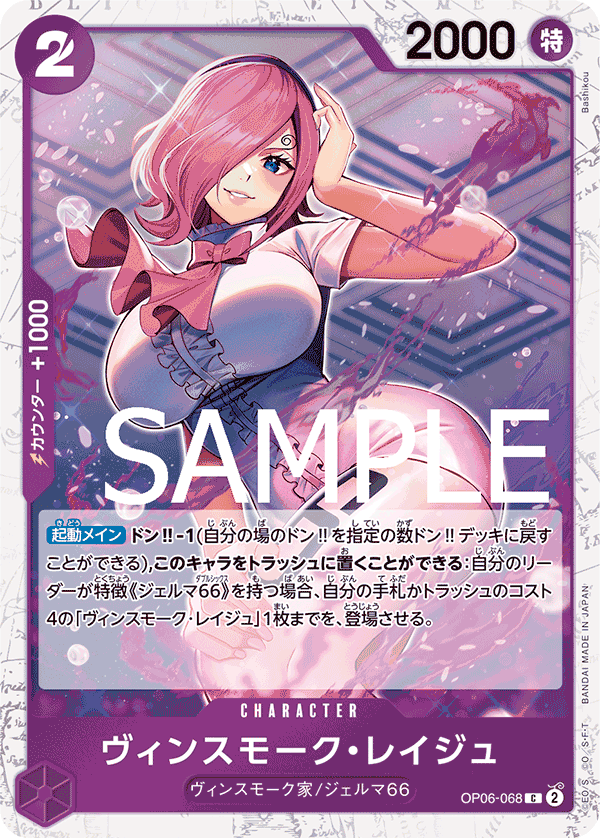 2
2000
特
Bashikou
カウンター +1000
SAMPLE
起動メイン ドン!!-1(自分の場のドン!!を指定の数ドン!!デッキに戻す
ことができる),このキャラをトラッシュに置くことができる:自分のリー
ダーが特徴《ジェルマ66》を持つ場合、自分の手札かトラッシュのコスト
4の「ヴィンスモーク・レイジュ」1枚までを、登場させる。
CHARACTER
ヴィンスモーク・レイジュ
ヴィンスモーク家/ジェルマ66
OP06-068 C 2
©E.O./S. ©O./S・F・T BANDAI MADE IN JAPAN